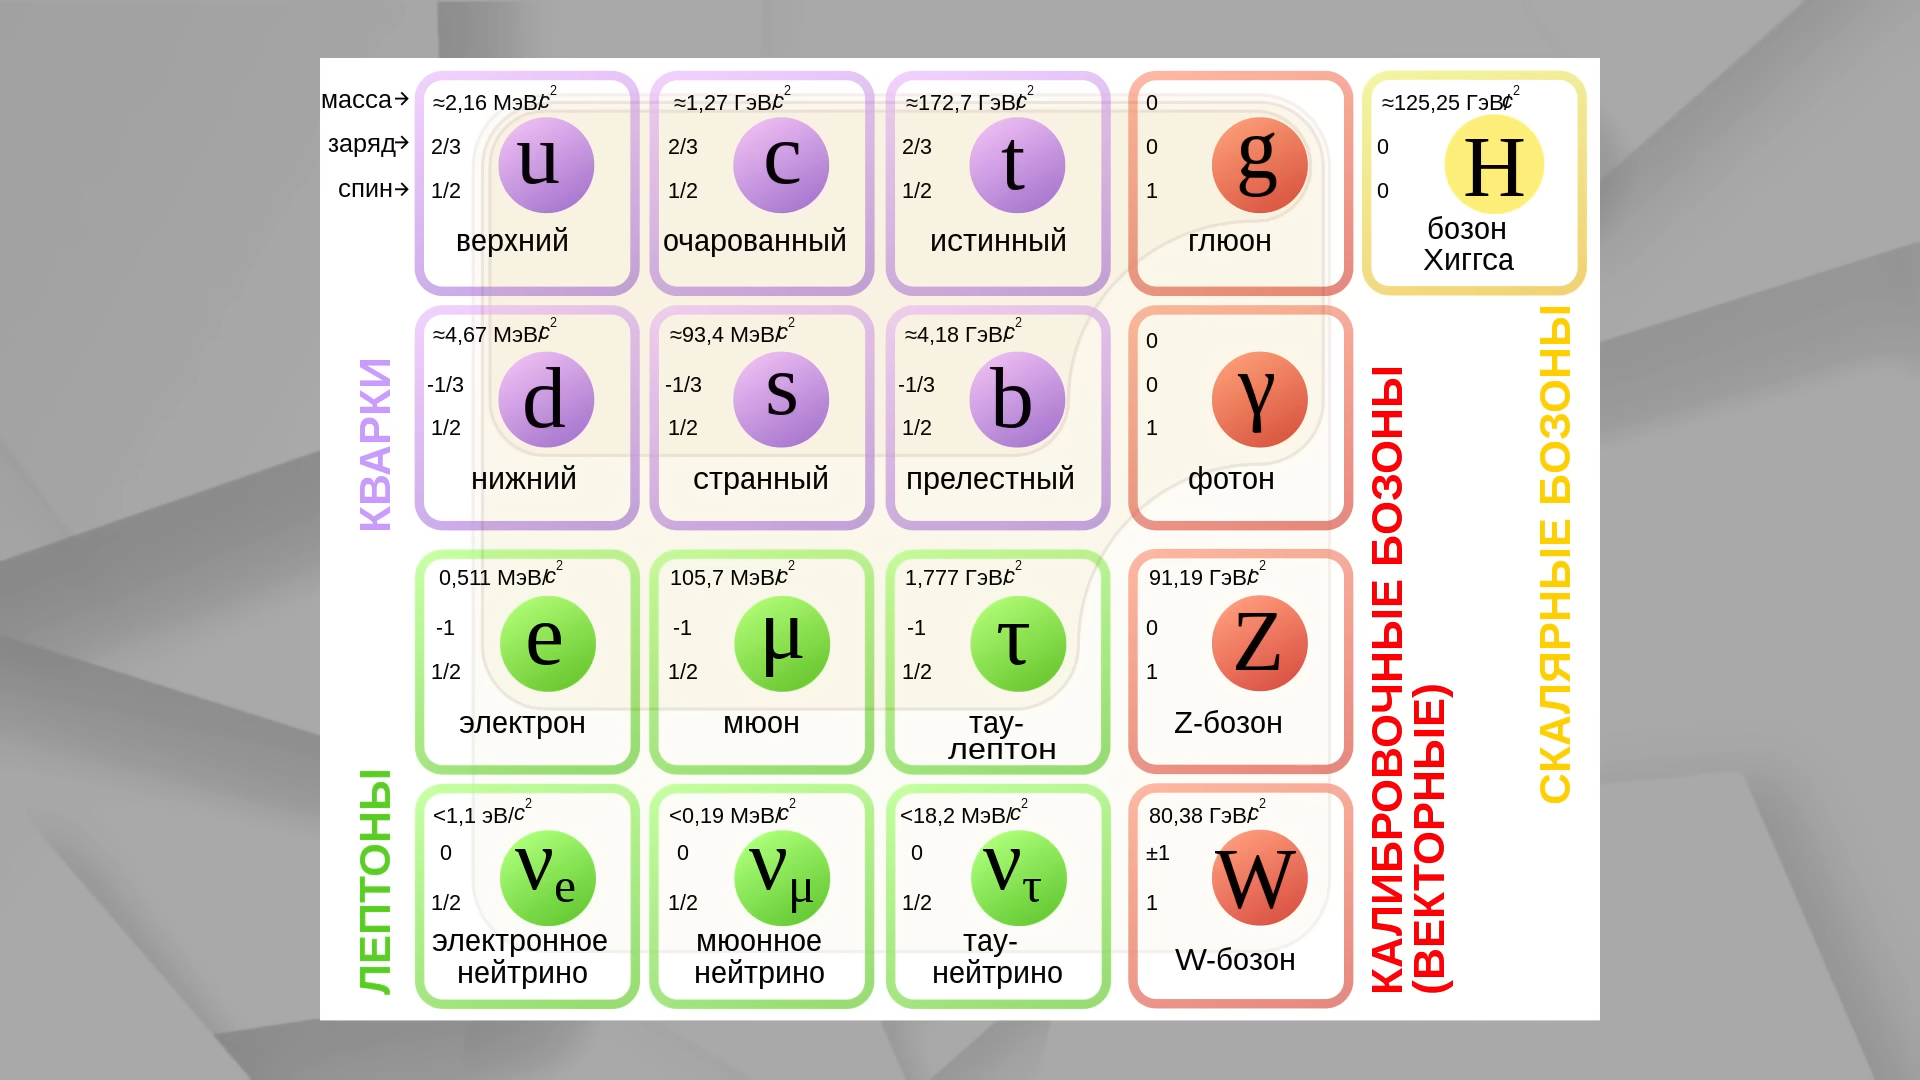 масса→
заряд→
спин→
≈2,16 МэВ/c²
2/3
1/2
u
верхний
≈1,27 ГэВ/c²
2/3
1/2
c
очарованный
≈172,7 ГэВ/c²
2/3
1/2
t
истинный
0
0
1
g
глюон
≈125,25 ГэВ/c²
0
0
H
бозон
Хиггса
≈4,67 МэВ/c²
-1/3
1/2
d
нижний
≈93,4 МэВ/c²
-1/3
1/2
s
странный
≈4,18 ГэВ/c²
-1/3
1/2
b
прелестный
0
0
1
γ
фотон
КВАРКИ
0,511 МэВ/c²
-1
1/2
e
электрон
105,7 МэВ/c²
-1
1/2
μ
мюон
1,777 ГэВ/c²
-1
1/2
τ
тау-
лептон
91,19 ГэВ/c²
0
1
Z
Z-бозон
<1,1 эВ/c²
0
1/2
νe
электронное
нейтрино
<0,19 МэВ/c²
0
1/2
νμ
мюонное
нейтрино
<18,2 МэВ/c²
0
1/2
ντ
тау-
нейтрино
80,38 ГэВ/c²
±1
1
W
W-бозон
ЛЕПТОНЫ
КАЛИБРОВОЧНЫЕ БОЗОНЫ
(ВЕКТОРНЫЕ)
СКАЛЯРНЫЕ БОЗОНЫ